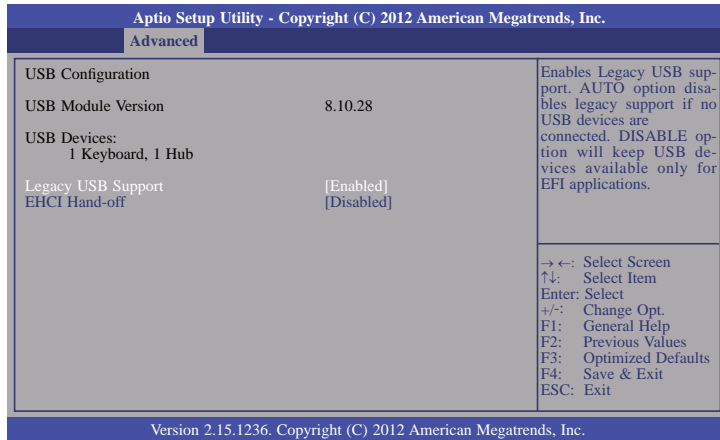 Aptio Setup Utility - Copyright (C) 2012 American Megatrends, Inc.
Advanced
USB Configuration
USB Module Version 8.10.28
USB Devices:
1 Keyboard, 1 Hub
Legacy USB Support [Enabled]
EHCI Hand-off [Disabled]
Enables Legacy USB sup-
port. AUTO option disa-
bles legacy support if no
USB devices are
connected. DISABLE op-
tion will keep USB de-
vices available only for
EFI applications.
→ ←: Select Screen
↑↓: Select Item
Enter: Select
+/-: Change Opt.
F1: General Help
F2: Previous Values
F3: Optimized Defaults
F4: Save & Exit
ESC: Exit
Version 2.15.1236. Copyright (C) 2012 American Megatrends, Inc.